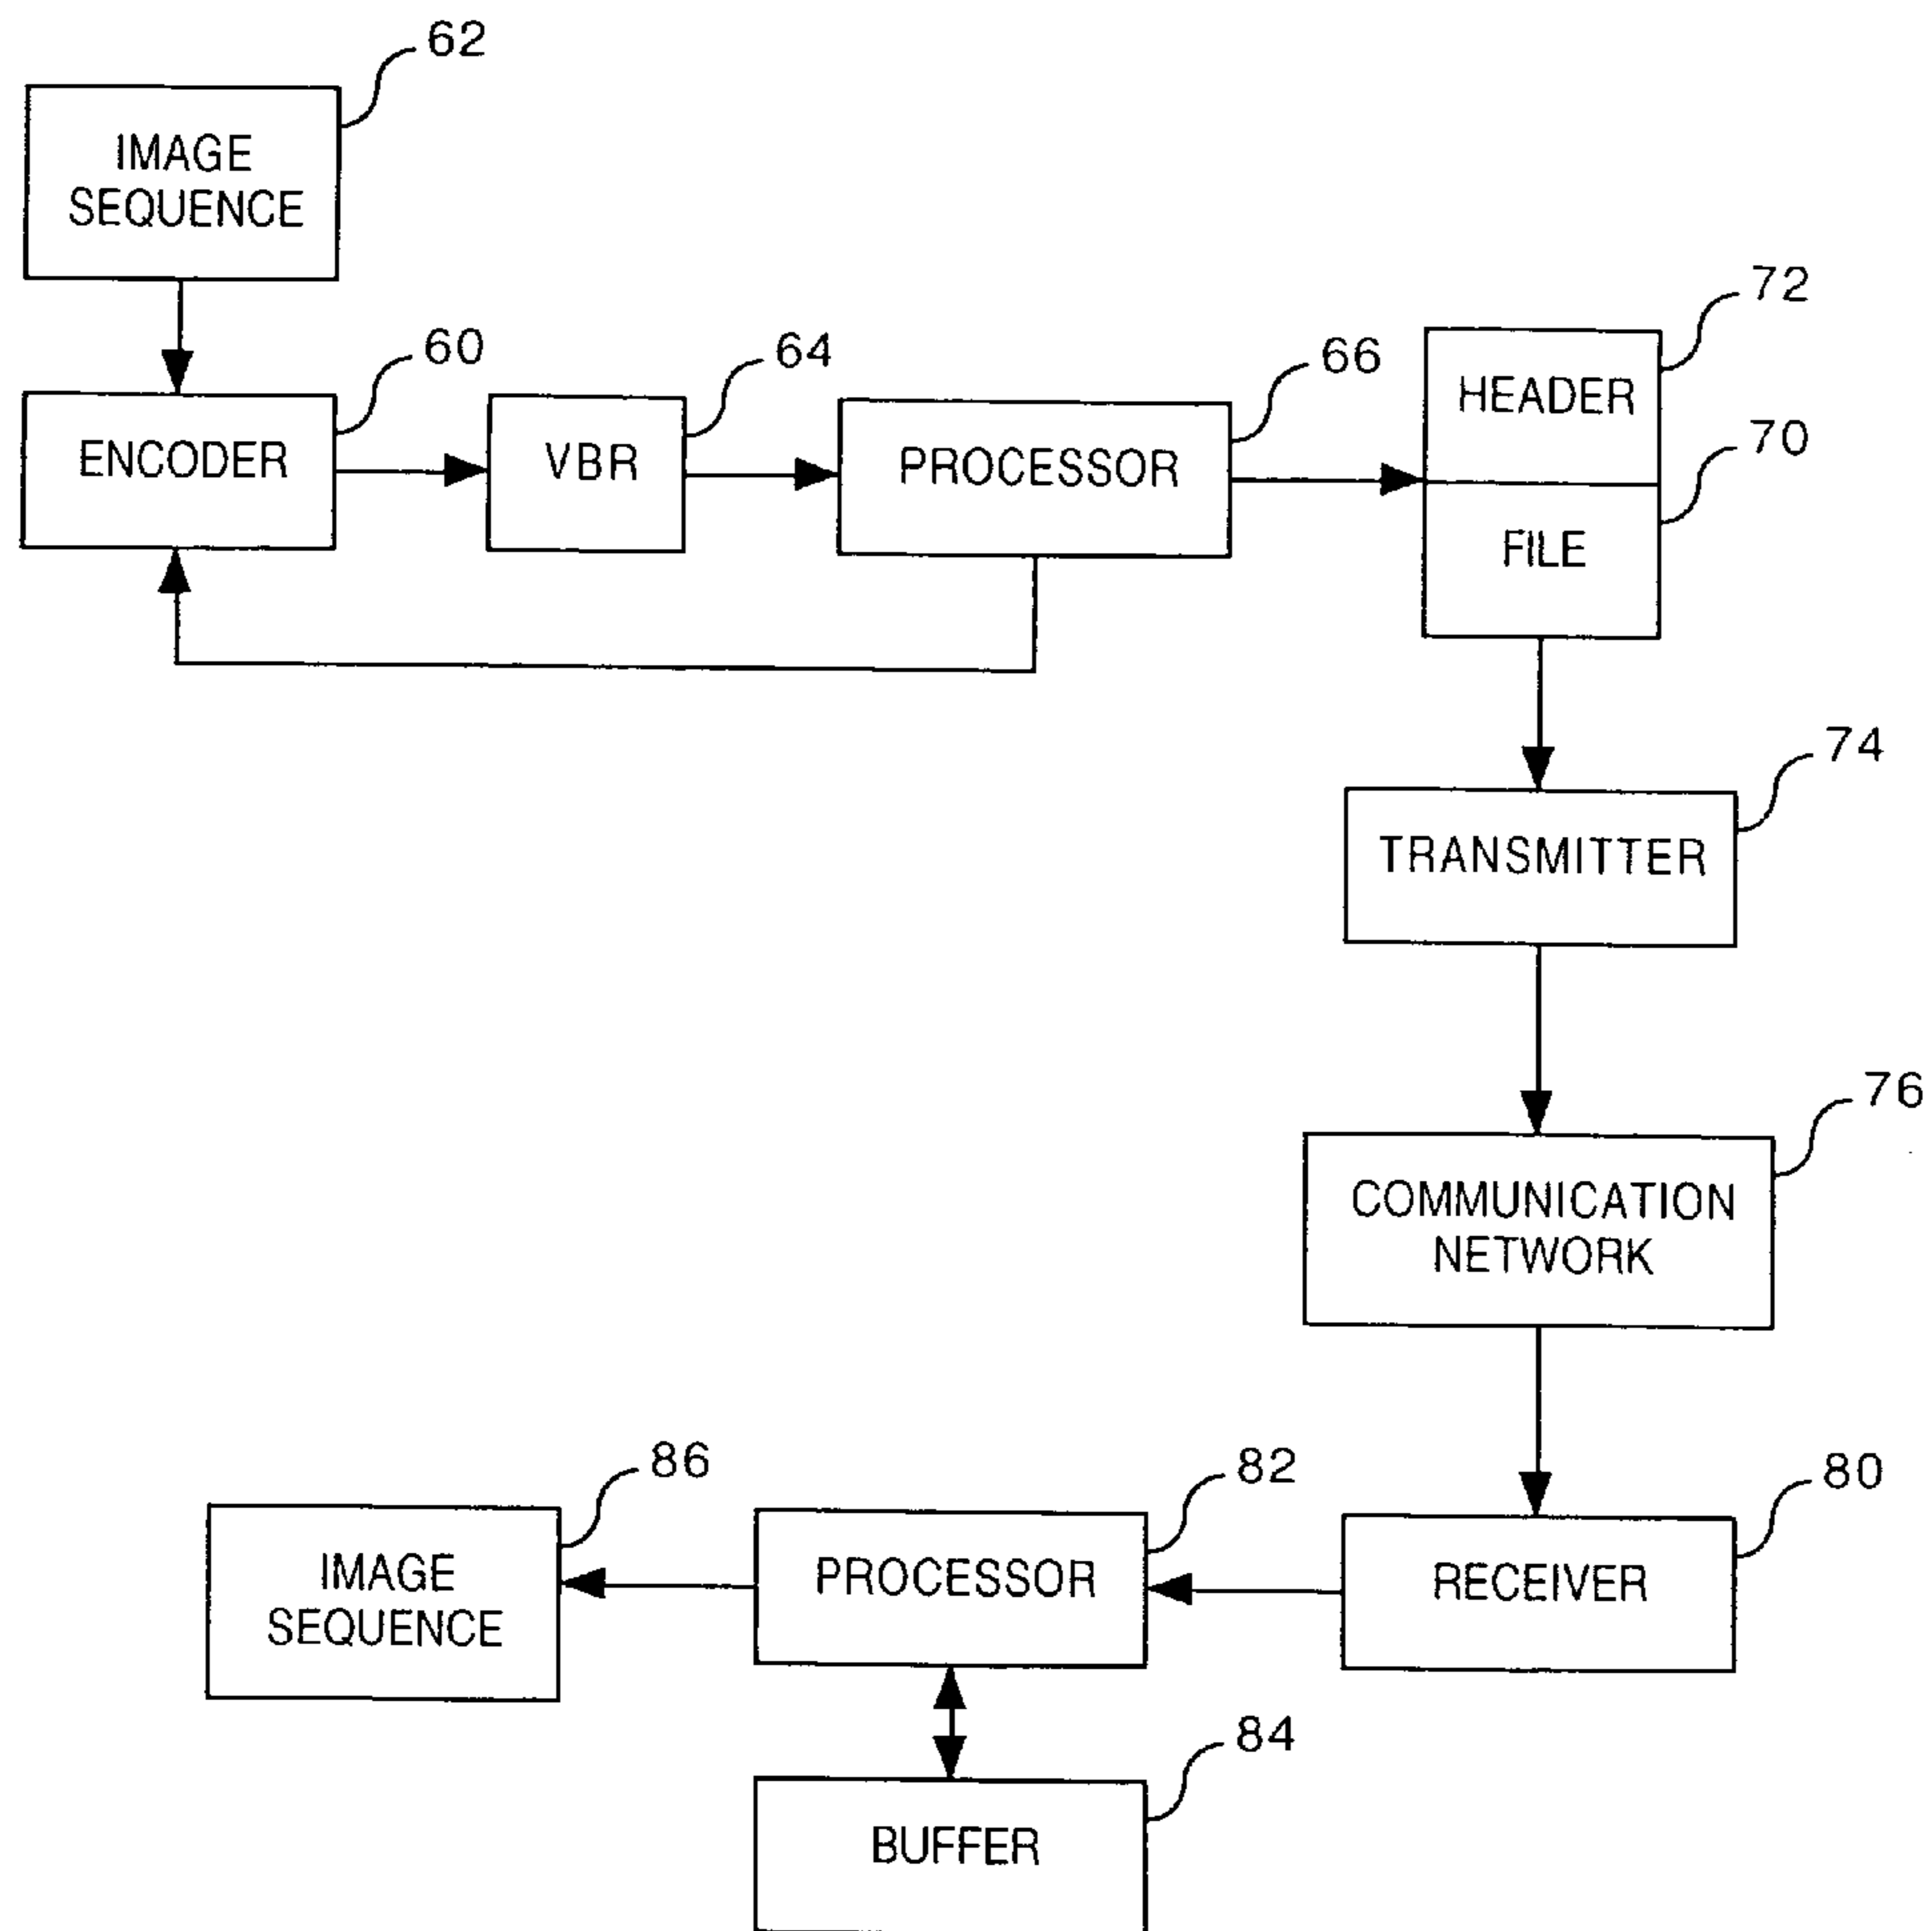 62
IMAGE
SEQUENCE
72
60
64
66
HEADER
ENCODER
VBR
PROCESSOR
70
FILE
74
TRANSMITTER
76
COMMUNICATION
NETWORK
86
82
80
IMAGE
SEQUENCE
PROCESSOR
RECEIVER
84
BUFFER